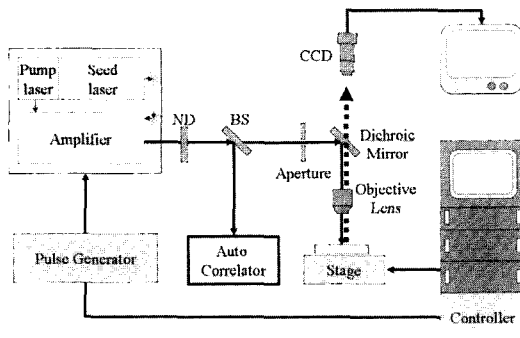 CCD
Pump Seed
laser laser
ND BS
Amplifier
Dichroic
Mirror
Aperture
Objective
Lens
Auto
Correlator
Pulse Generator
Stage
Controller